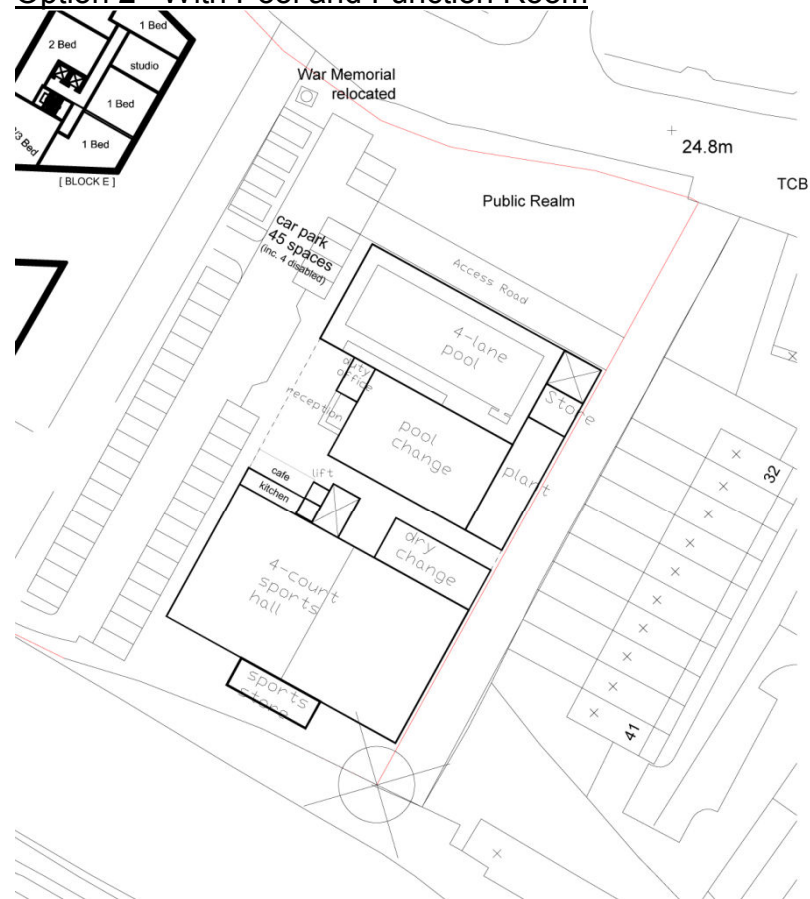 Option 2 - With Pool and Function Room
1 Bed
2 Bed
studio
1 Bed
1 Bed
2/3 Bed
[ BLOCK E ]
War Memorial
relocated
24.8m
TCB
Public Realm
car park
45 spaces
(inc. 4 disabled)
Access Road
4-lane
pool
duty
office
reception
Store
pool
change
plant
cafe
lift
kitchen
dry
change
4-court
sports
hall
sports
store
32
41